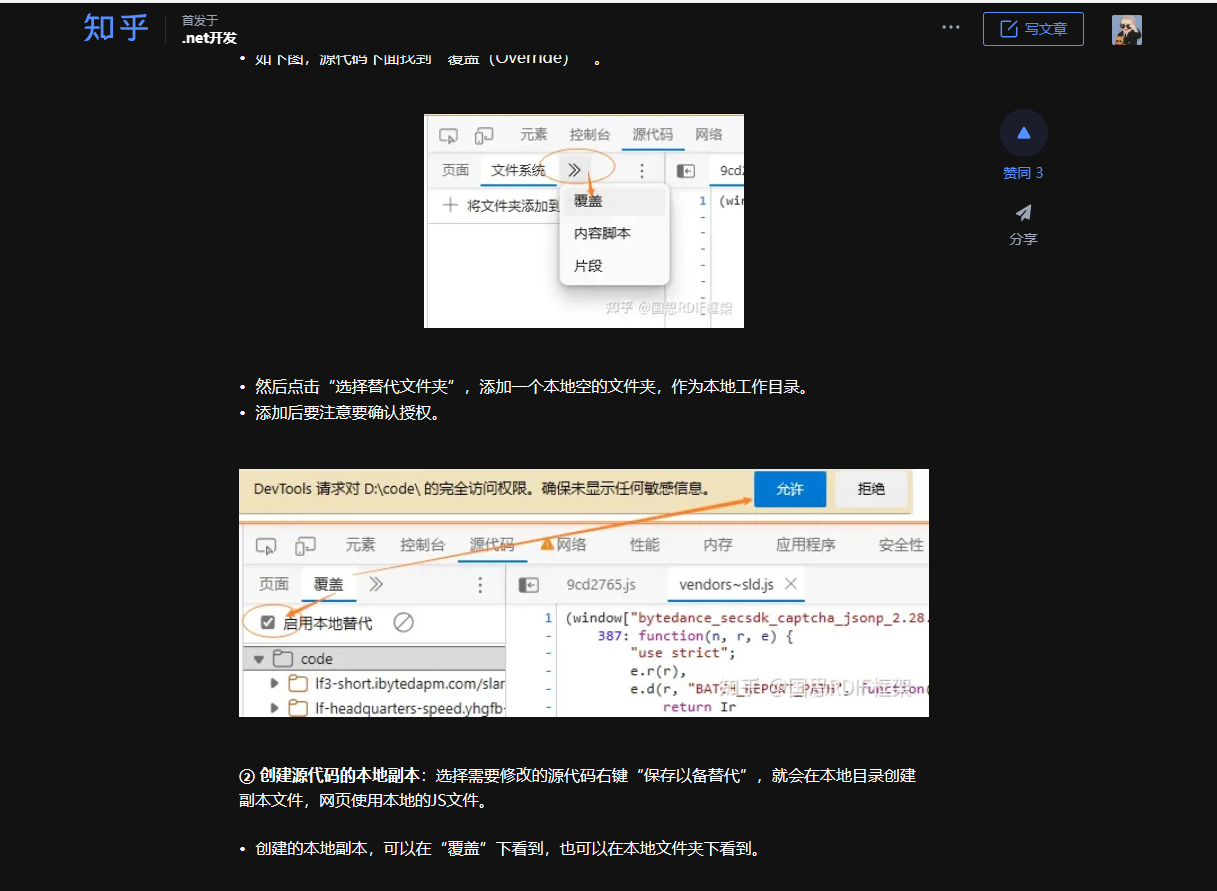 知乎
首发于
.net开发
写文章
• 如下图，源代码下面找到“覆盖（Override）”。
元素 控制台 源代码 网络
页面 文件系统
将文件夹添加到
覆盖
内容脚本
片段
1 (win
知乎 @国思RDIF框架
赞同 3
分享
• 然后点击“选择替代文件夹”，添加一个本地空的文件夹，作为本地工作目录。
• 添加后要注意要确认授权。
DevTools 请求对 D:\code\ 的完全访问权限。确保未显示任何敏感信息。 允许 拒绝
元素 控制台 源代码 网络 性能 内存 应用程序 安全性
页面 覆盖 9cd2765.js vendors~sld.js
启用本地替代
code
lf3-short.ibytedapm.com/slar
lf-headquarters-speed.yhgfb-
1 (window["bytedance_secsdk_captcha_jsonp_2.28.
387: function(n, r, e) {
"use strict";
e.r(r),
e.d(r, "BATCH_REPORT_PATH", function(
return Ir
知乎 @国思RDIF框架
② 创建源代码的本地副本：选择需要修改的源代码右键“保存以备替代”，就会在本地目录创建
副本文件，网页使用本地的JS文件。
• 创建的本地副本，可以在“覆盖”下看到，也可以在本地文件夹下看到。